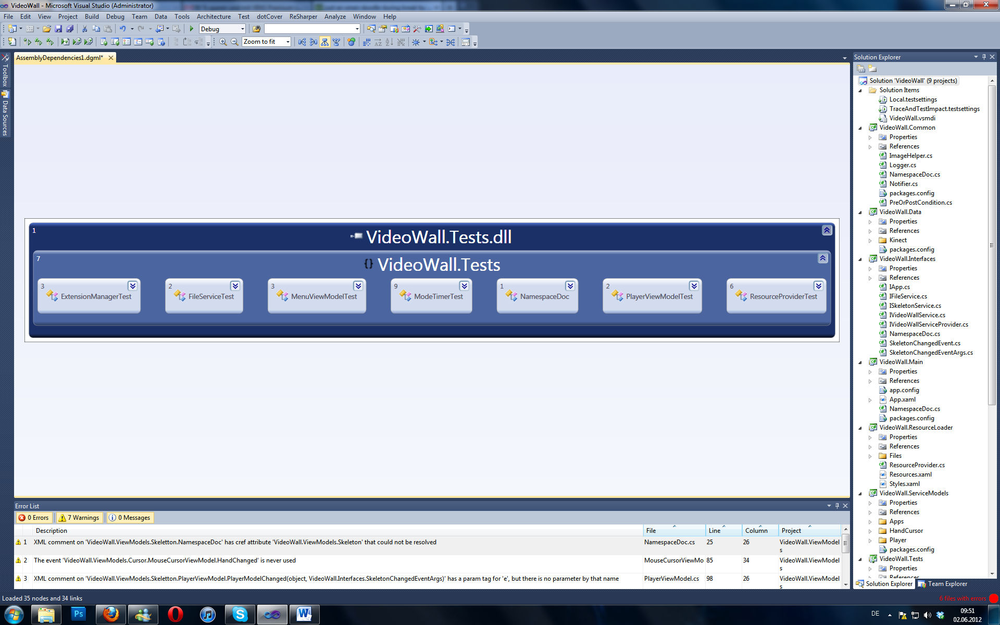 VideoWall - Microsoft Visual Studio (Administrator)
File Edit View Project Build Debug Team Data Tools Architecture Test dotCover ReSharper Analyze Window Help
Debug
Zoom to fit
Toolbox
Data Sources
AssemblyDependencies1.dgml*
1
VideoWall.Tests.dll
7
{} VideoWall.Tests
3 ExtensionManagerTest
2 FileServiceTest
3 MenuViewModelTest
9 ModeTimerTest
1 NamespaceDoc
2 PlayerViewModelTest
6 ResourceProviderTest
Error List
0 Errors 7 Warnings 0 Messages
Description File Line Column Project
1 XML comment on 'VideoWall.ViewModels.Skeletton.NamespaceDoc' has cref attribute 'VideoWall.ViewModels.Skeleton' that could not be resolved NamespaceDoc.cs 25 26 VideoWall.ViewModels
2 The event 'VideoWall.ViewModels.Cursor.MouseCursorViewModel.HandChanged' is never used MouseCursorViewMo 85 34 VideoWall.ViewModels
3 XML comment on 'VideoWall.ViewModels.Skeletton.PlayerViewModel.PlayerModelChanged(object, VideoWall.Interfaces.SkeletonChangedEventArgs)' has a param tag for 'e', but there is no parameter by that name PlayerViewModel.cs 98 26 VideoWall.ViewModels
Solution Explorer
Solution 'VideoWall' (9 projects)
Solution Items
Local.testsettings
TraceAndTestImpact.testsettings
VideoWall.vsmdi
VideoWall.Common
Properties
References
ImageHelper.cs
Logger.cs
NamespaceDoc.cs
Notifier.cs
packages.config
PreOrPostCondition.cs
VideoWall.Data
Properties
References
Kinect
packages.config
VideoWall.Interfaces
Properties
References
IApp.cs
IFileService.cs
ISkeletonService.cs
IVideoWallService.cs
IVideoWallServiceProvider.cs
NamespaceDoc.cs
SkeletonChangedEvent.cs
SkeletonChangedEventArgs.cs
VideoWall.Main
Properties
References
app.config
App.xaml
NamespaceDoc.cs
packages.config
VideoWall.ResourceLoader
Properties
References
Files
ResourceProvider.cs
Resources.xaml
Styles.xaml
VideoWall.ServiceModels
Properties
References
Apps
HandCursor
Player
packages.config
VideoWall.Tests
Properties
References
Solution Explorer Team Explorer
Loaded 35 nodes and 34 links
6 files with errors
Ps
DE
09:51
02.06.2012